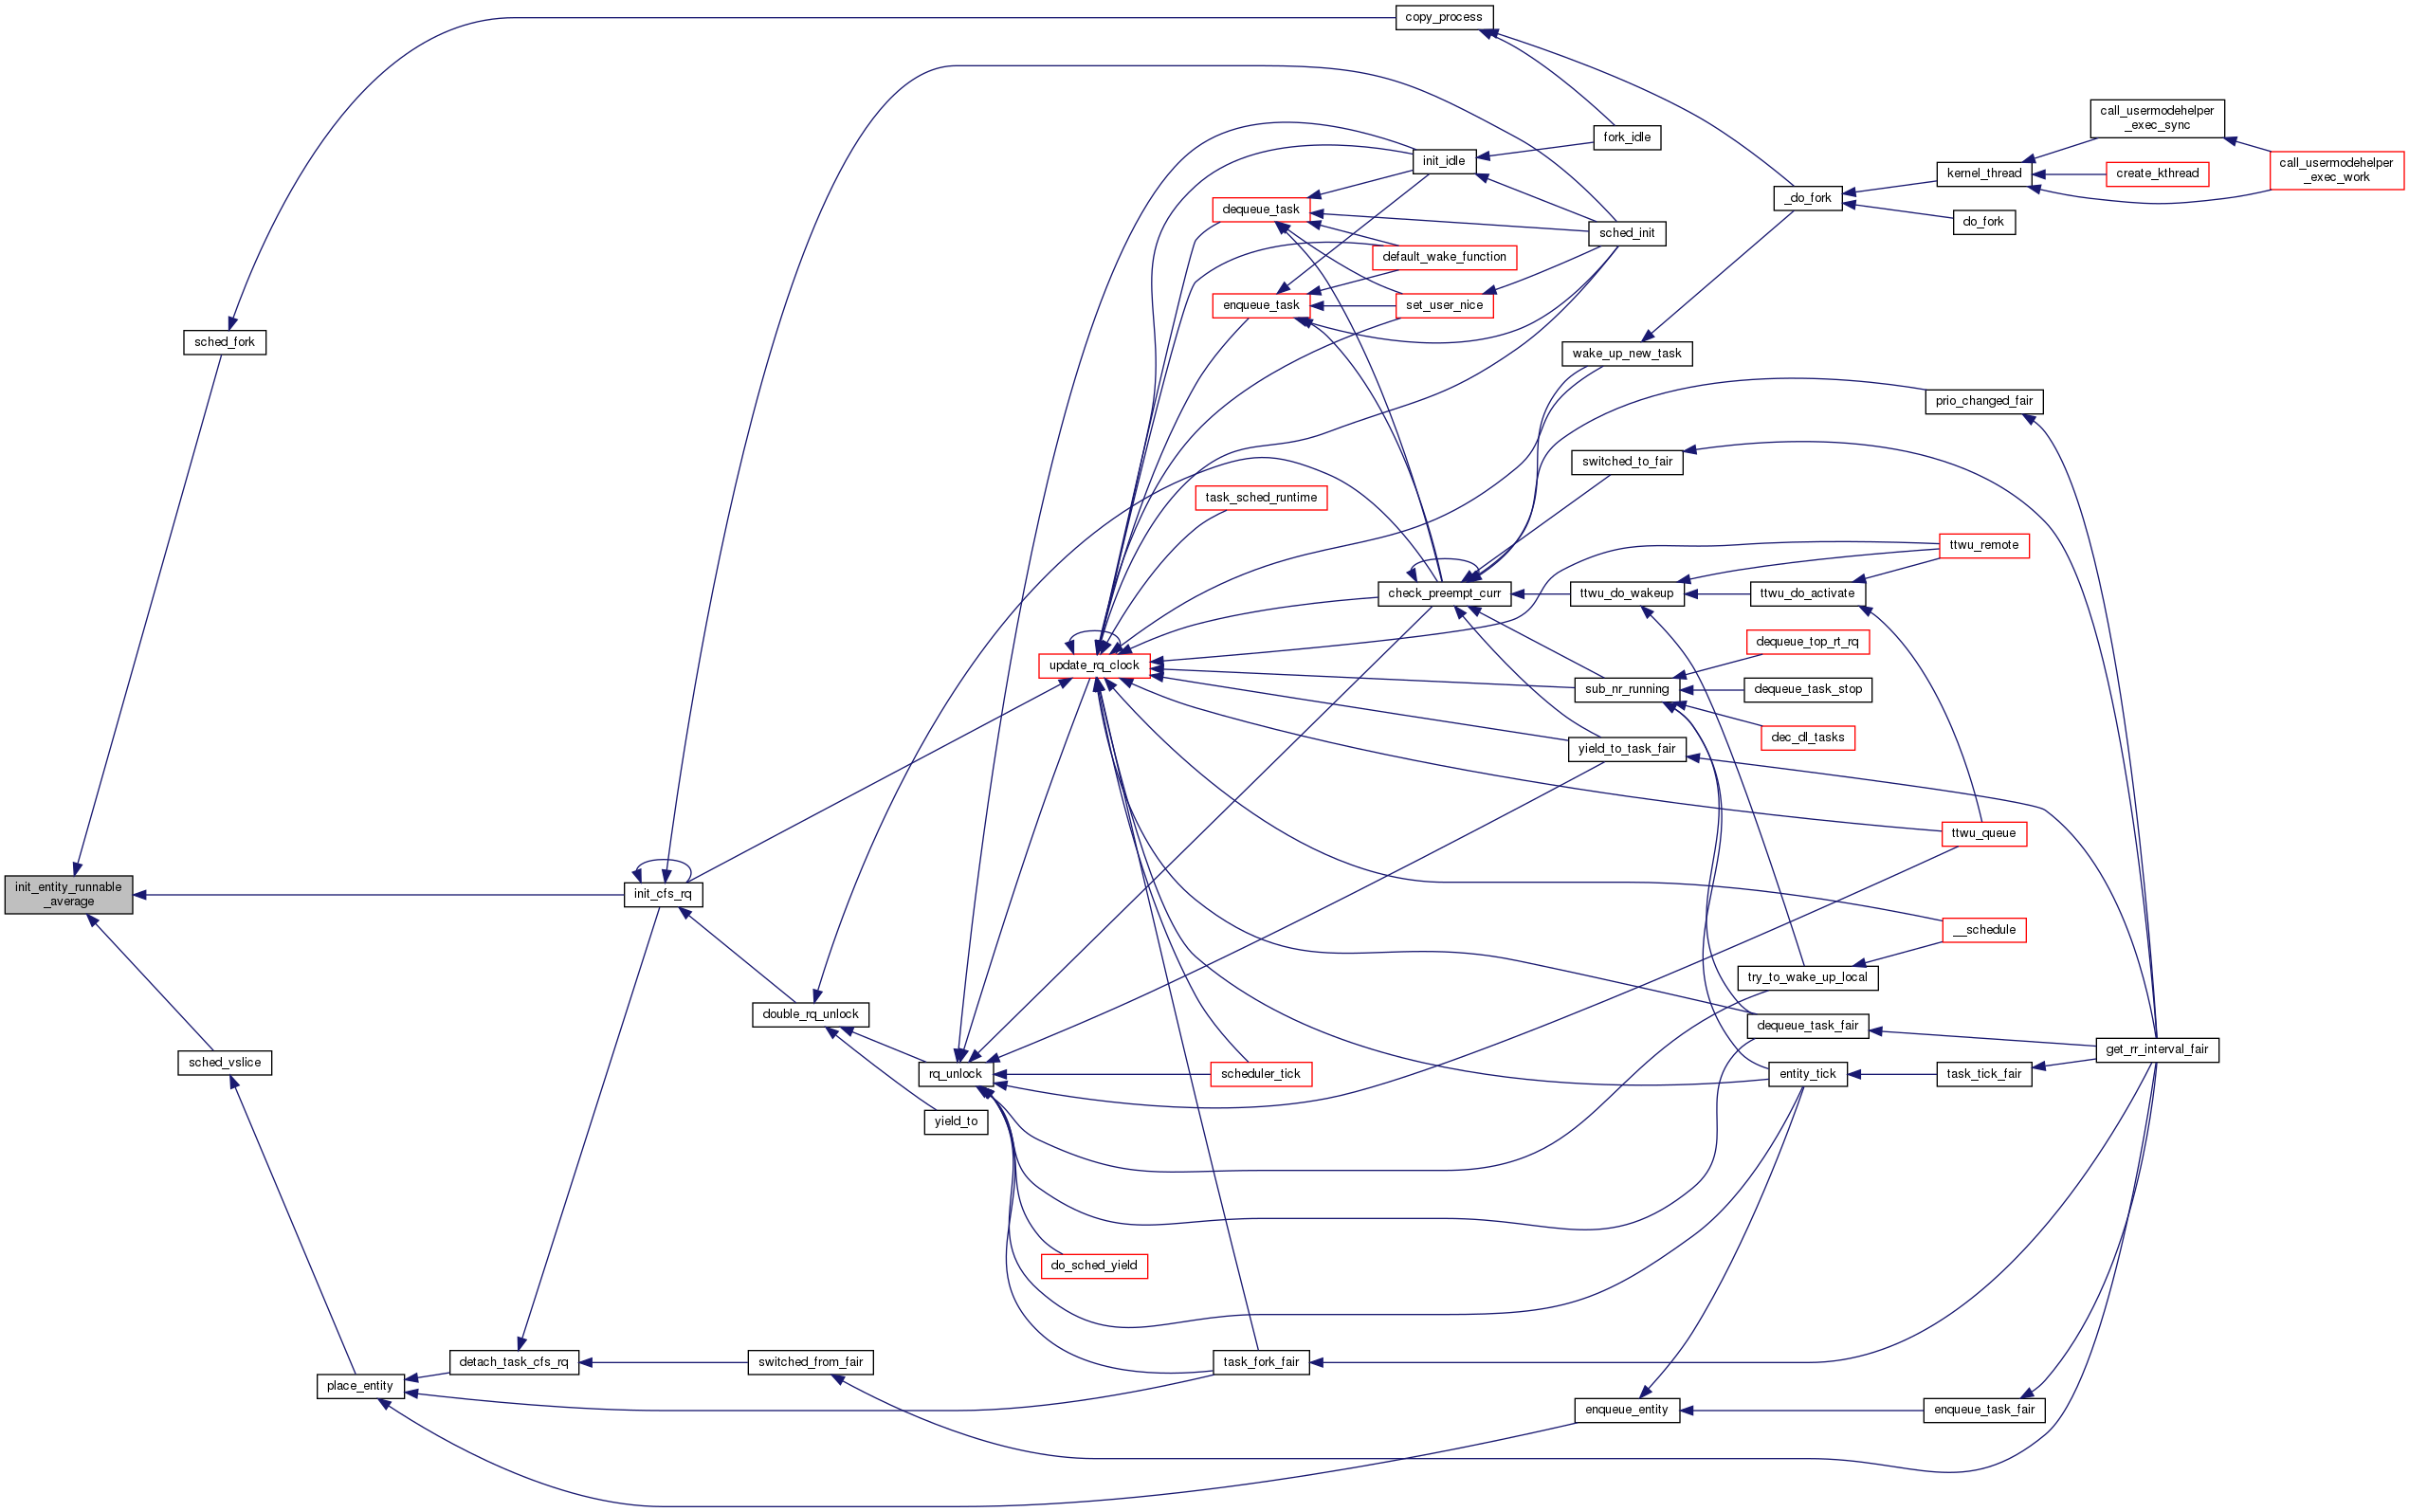 copy_process
fork_idle
call_usermodehelper
_exec_sync
init_idle
kernel_thread
create_kthread
call_usermodehelper
_exec_work
dequeue_task
_do_fork
do_fork
sched_init
default_wake_function
enqueue_task
set_user_nice
sched_fork
wake_up_new_task
prio_changed_fair
switched_to_fair
task_sched_runtime
ttwu_remote
check_preempt_curr
ttwu_do_wakeup
ttwu_do_activate
dequeue_top_rt_rq
update_rq_clock
sub_nr_running
dequeue_task_stop
dec_dl_tasks
yield_to_task_fair
ttwu_queue
init_entity_runnable
_average
init_cfs_rq
__schedule
try_to_wake_up_local
double_rq_unlock
dequeue_task_fair
get_rr_interval_fair
sched_vslice
rq_unlock
scheduler_tick
entity_tick
task_tick_fair
yield_to
do_sched_yield
detach_task_cfs_rq
switched_from_fair
task_fork_fair
place_entity
enqueue_entity
enqueue_task_fair